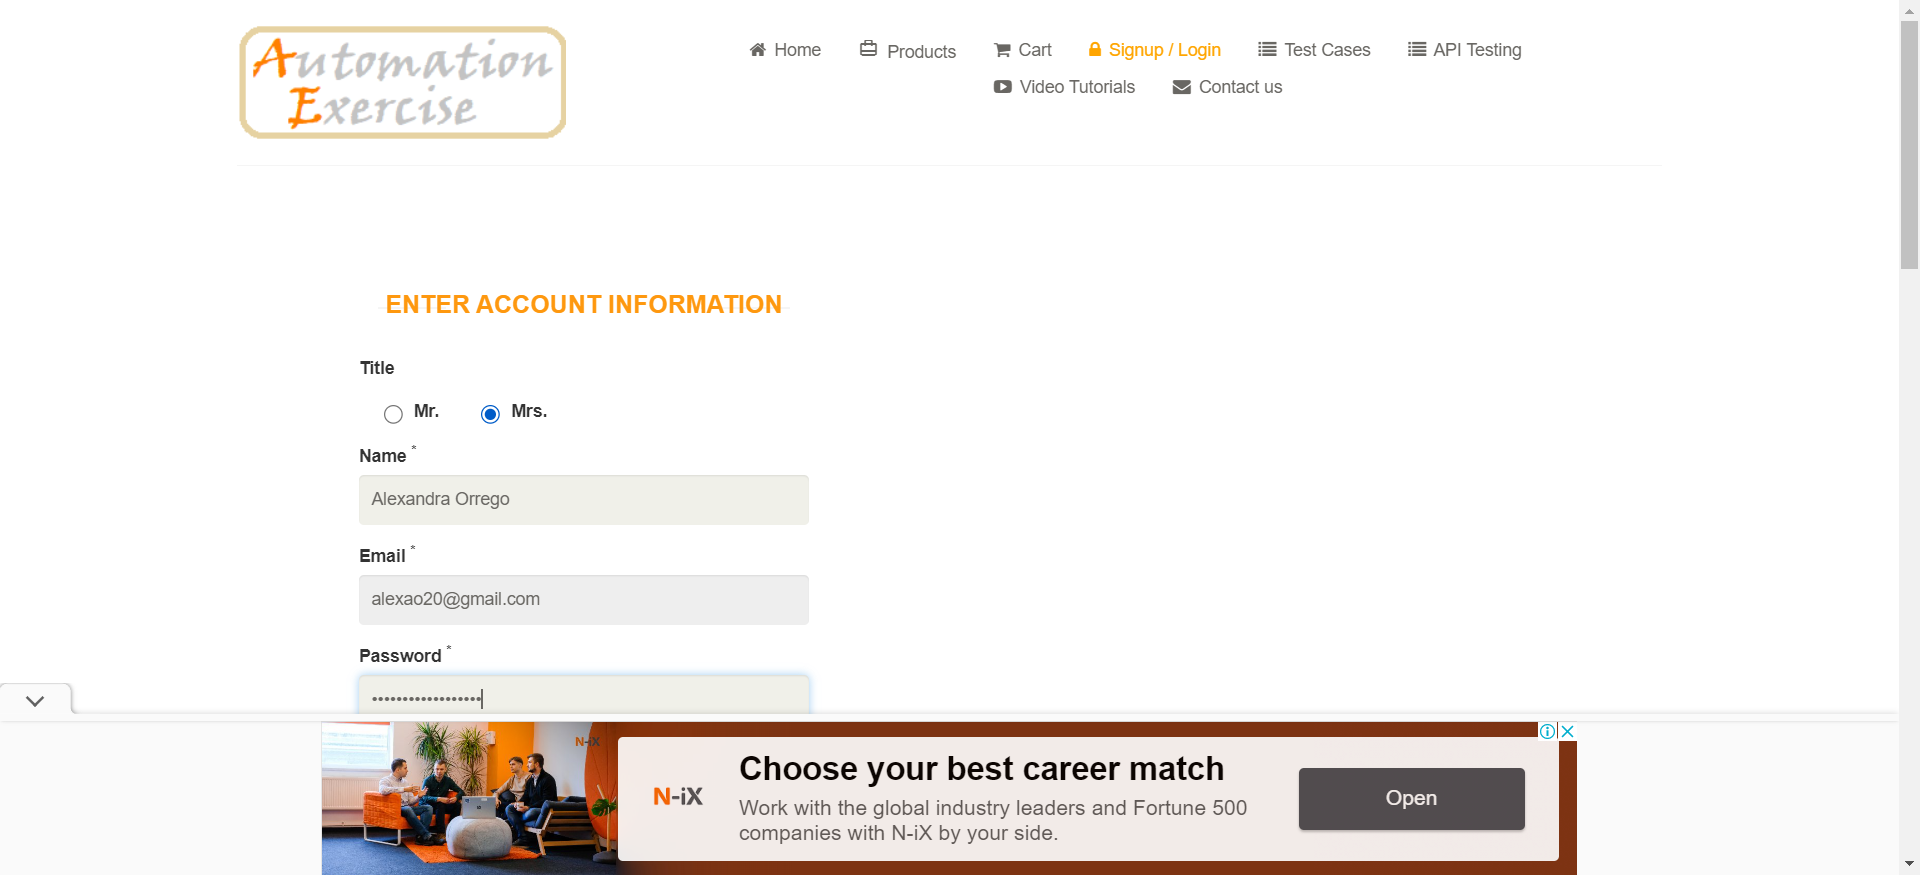 Automation
Exercise
Home
Products
Cart
Signup / Login
Test Cases
API Testing
Video Tutorials
Contact us
ENTER ACCOUNT INFORMATION
Title
Mr.
Mrs.
Name *
Alexandra Orrego
Email *
alexao20@gmail.com
Password *
••••••••••••••••••
N-iX
N-iX
Choose your best career match
Work with the global industry leaders and Fortune 500
companies with N-iX by your side.
Open